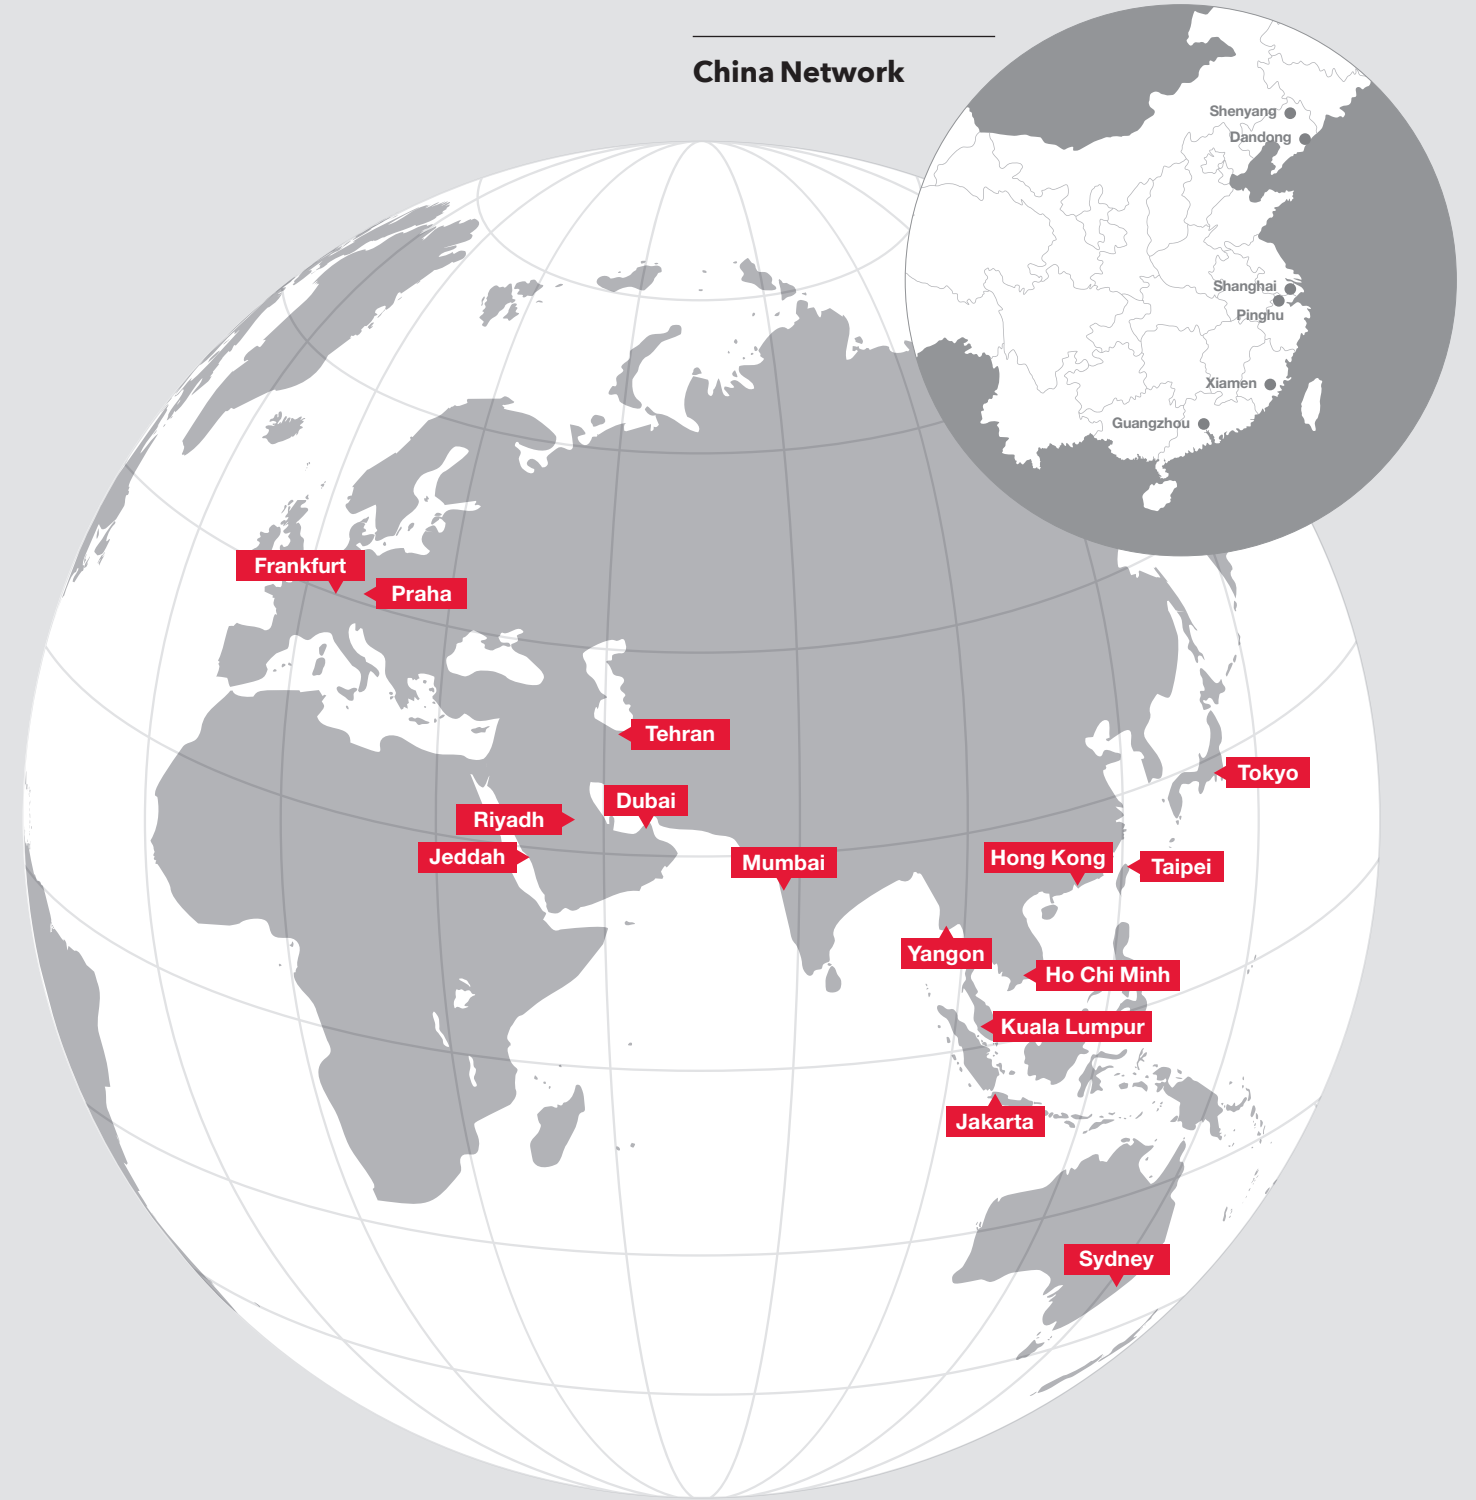 China Network
Shenyang
Dandong
Shanghai
Pinghu
Xiamen
Guangzhou
Frankfurt
Praha
Tehran
Tokyo
Dubai
Riyadh
Jeddah
Mumbai
Hong Kong
Taipei
Yangon
Ho Chi Minh
Kuala Lumpur
Jakarta
Sydney